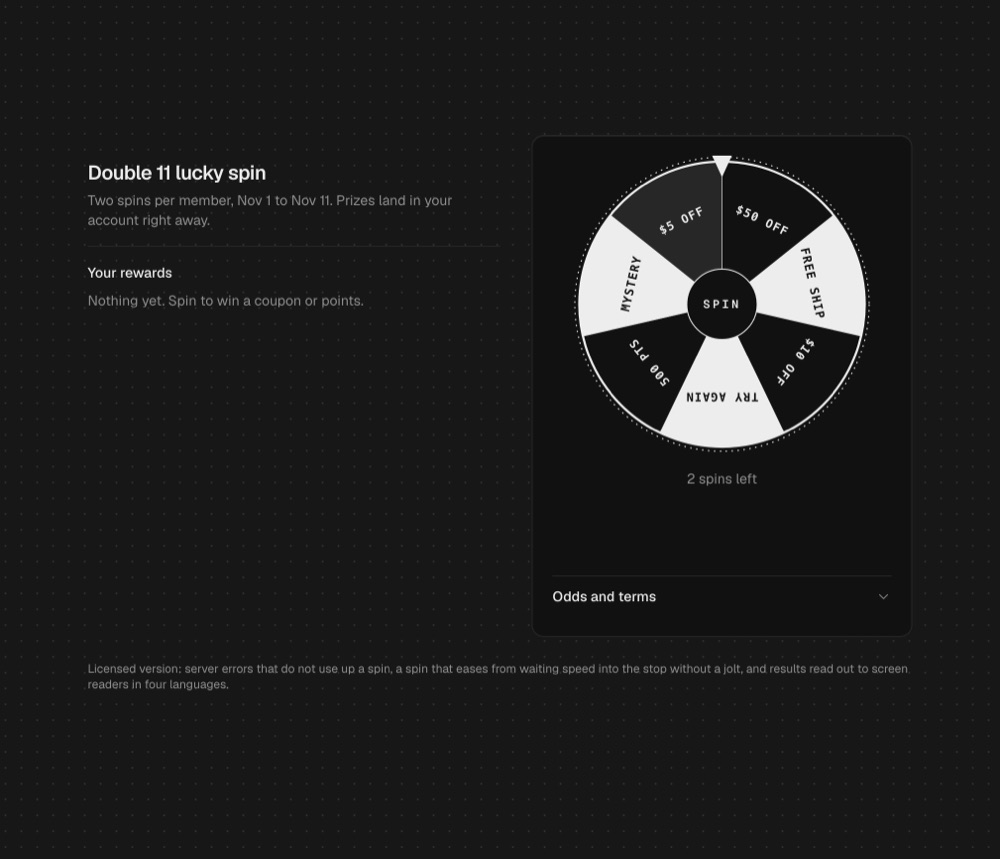 Double 11 lucky spin
Two spins per member, Nov 1 to Nov 11. Prizes land in your
account right away.
Your rewards
Nothing yet. Spin to win a coupon or points.
$5 OFF
$50 OFF
FREE SHIP
$10 OFF
TRY AGAIN
500 PTS
MYSTERY
SPIN
2 spins left
Odds and terms
Licensed version: server errors that do not use up a spin, a spin that eases from waiting speed into the stop without a jolt, and results read out to screen
readers in four languages.